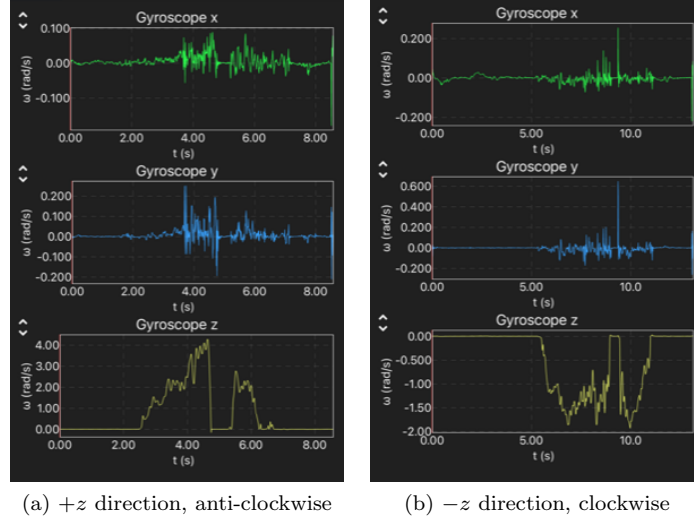 Gyroscope x
0.100
0.00
-0.100
ω (rad/s)
0.00 2.00 4.00 6.00 8.00
t (s)
Gyroscope y
0.200
0.100
0.00
-0.100
-0.200
ω (rad/s)
0.00 2.00 4.00 6.00 8.00
t (s)
Gyroscope z
4.00
3.00
2.00
1.00
0.00
ω (rad/s)
0.00 2.00 4.00 6.00 8.00
t (s)
(a) +z direction, anti-clockwise
Gyroscope x
0.200
0.00
-0.200
ω (rad/s)
0.00 5.00 10.0
t (s)
Gyroscope y
0.600
0.400
0.200
0.00
-0.200
ω (rad/s)
0.00 5.00 10.0
t (s)
Gyroscope z
0.00
-0.500
-1.00
-1.50
-2.00
ω (rad/s)
0.00 5.00 10.0
t (s)
(b) −z direction, clockwise